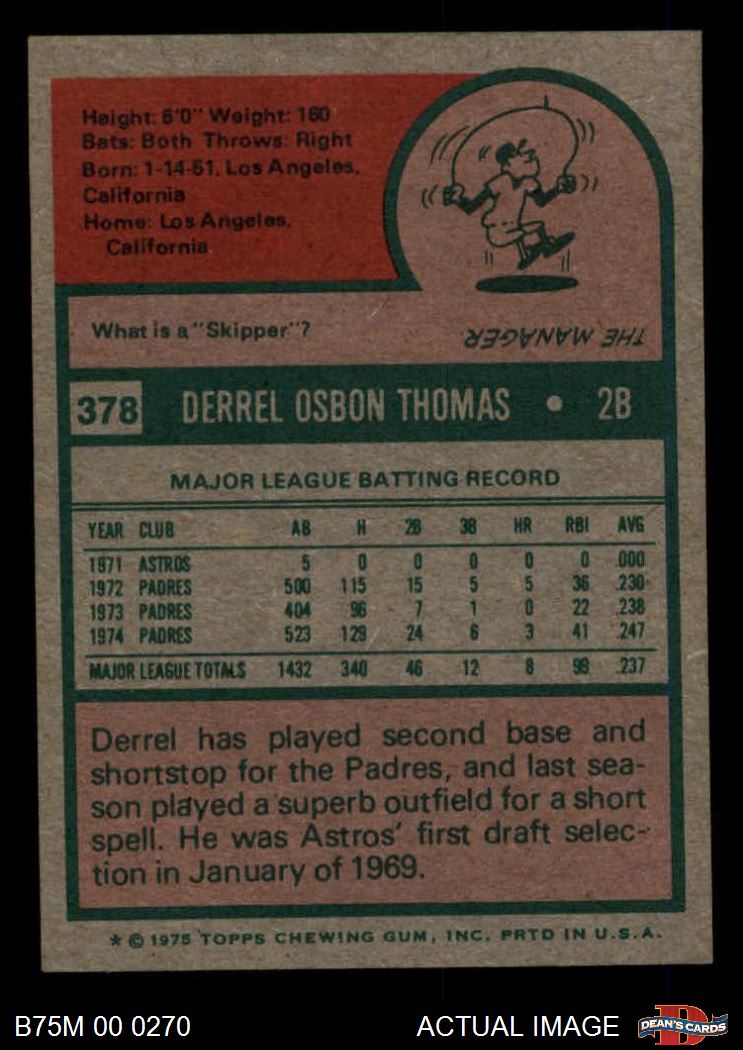 Height: 6'0" Weight: 160
Bats: Both Throws: Right
Born: 1-14-51, Los Angeles,
California
Home: Los Angeles,
California
What is a "Skipper"?
THE MANAGER.
378 DERREL OSBON THOMAS • 2B
MAJOR LEAGUE BATTING RECORD
YEAR CLUB AB H 2B 3B HR RBI AVG
1971 ASTROS 5 0 0 0 0 0 .000
1972 PADRES 500 115 15 5 5 36 .230
1973 PADRES 404 96 7 1 0 22 .238
1974 PADRES 523 129 24 6 3 41 .247
MAJOR LEAGUE TOTALS 1432 340 46 12 8 99 .237
Derrel has played second base and
shortstop for the Padres, and last sea-
son played a superb outfield for a short
spell. He was Astros' first draft selec-
tion in January of 1969.
* © 1975 TOPPS CHEWING GUM, INC. PRTD IN U.S.A.
B75M 00 0270 ACTUAL IMAGE DEAN'S CARDS